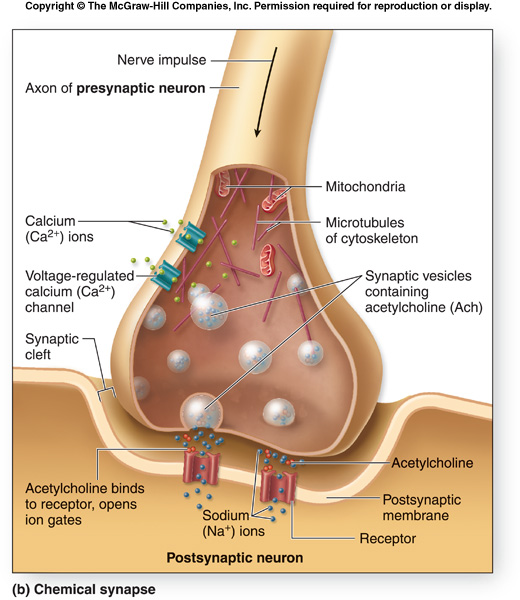 Copyright © The McGraw-Hill Companies, Inc. Permission required for reproduction or display.
Nerve impulse
Axon of presynaptic neuron
Mitochondria
Calcium
(Ca2+) ions
Microtubules
of cytoskeleton
Voltage-regulated
calcium (Ca2+)
channel
Synaptic vesicles
containing
acetylcholine (Ach)
Synaptic
cleft
Acetylcholine
Acetylcholine binds
to receptor, opens
ion gates
Postsynaptic
membrane
Sodium
(Na+) ions
Receptor
Postsynaptic neuron
(b) Chemical synapse